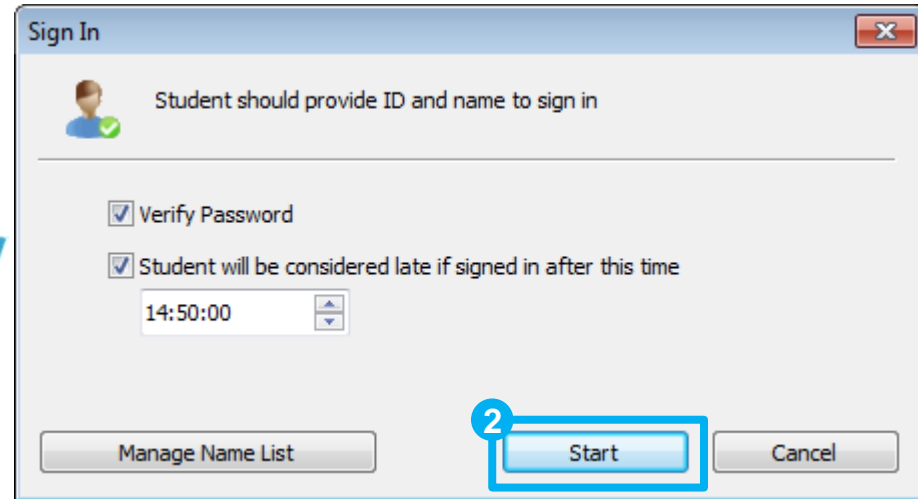 Sign In
Student should provide ID and name to sign in
Verify Password
Student will be considered late if signed in after this time
14:50:00
2
Manage Name List
Start
Cancel